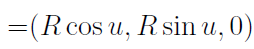 =(R cos u, R sin u, 0)